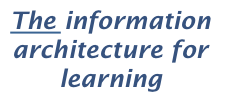 The information
architecture for
learning